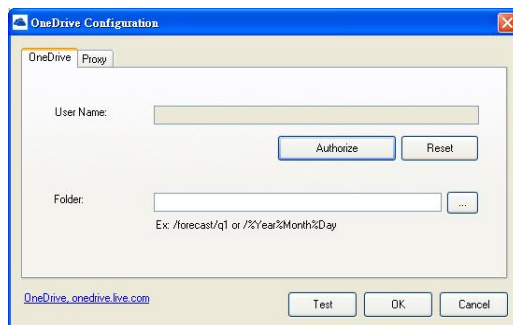 OneDrive Configuration
OneDrive Proxy
User Name:
Authorize Reset
Folder: ...
Ex: /forecast/q1 or /%Year%Month%Day
OneDrive, onedrive.live.com Test OK Cancel